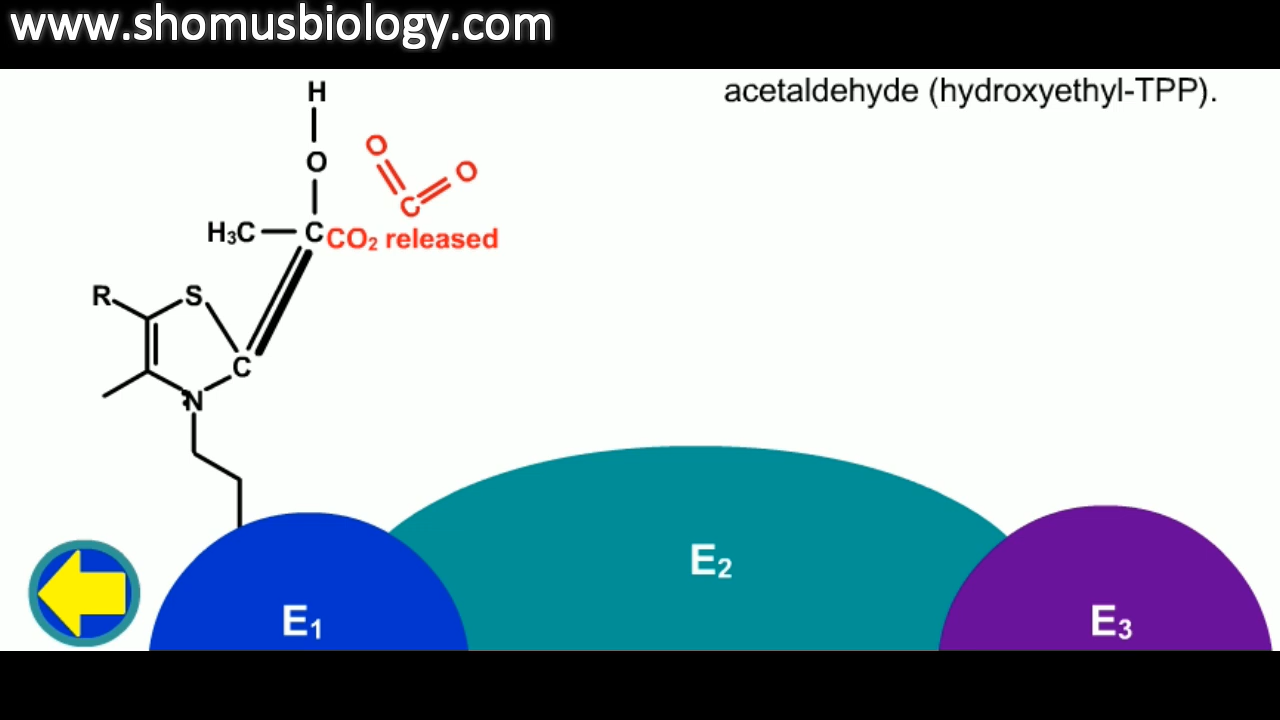 www.shomusbiology.com
acetaldehyde (hydroxyethyl-TPP).
H
O
O
O
C
H₃C
C
CO₂ released
R
S
C
N
E₂
E₁
E₃